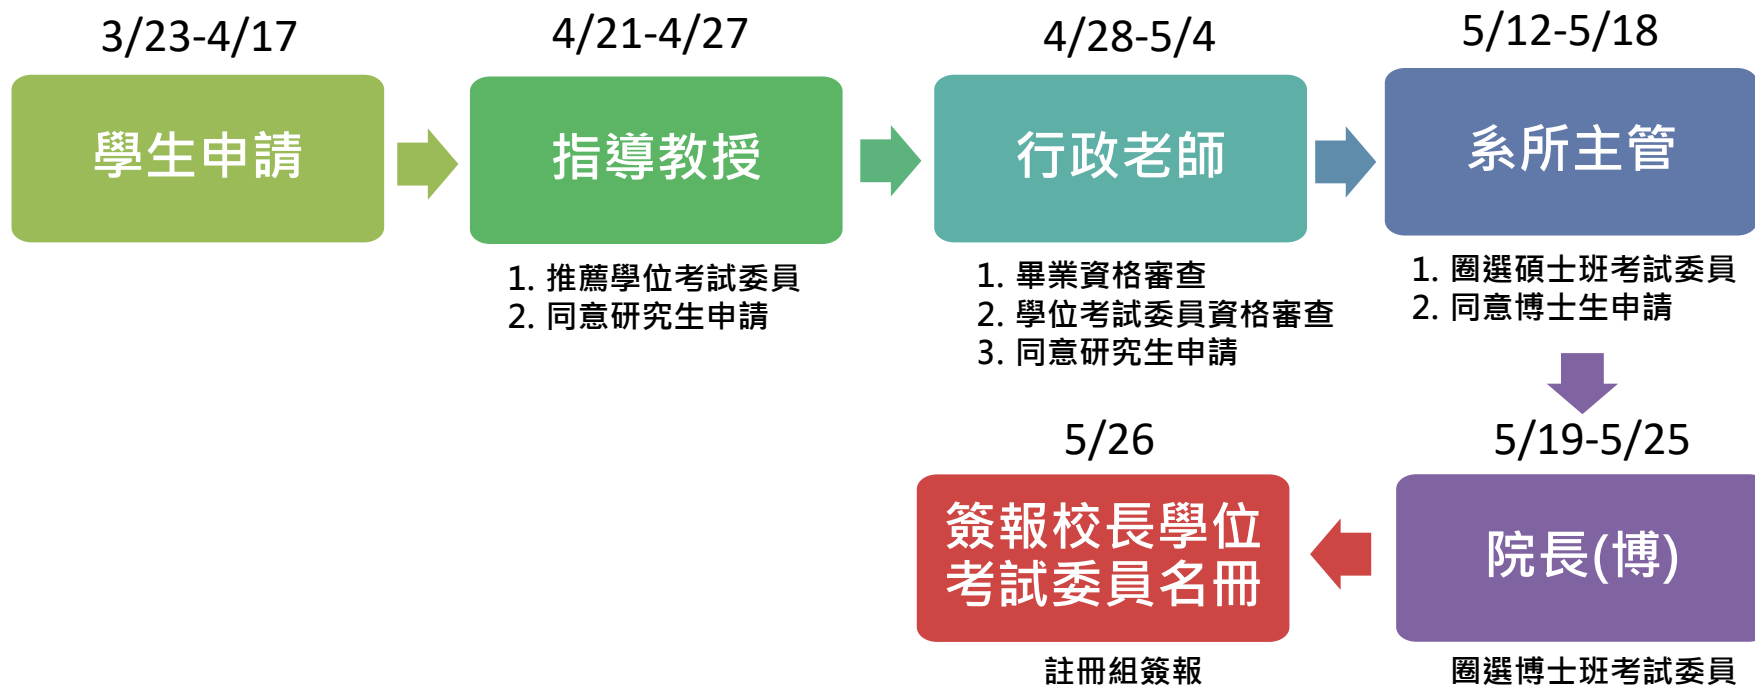 3/23-4/17
學生申請
4/21-4/27
指導教授
1. 推薦學位考試委員
2. 同意研究生申請
4/28-5/4
行政老師
1. 畢業資格審查
2. 學位考試委員資格審查
3. 同意研究生申請
5/12-5/18
系所主管
1. 圈選碩士班考試委員
2. 同意博士生申請
5/19-5/25
院長(博)
圈選博士班考試委員
5/26
簽報校長學位
考試委員名冊
註冊組簽報